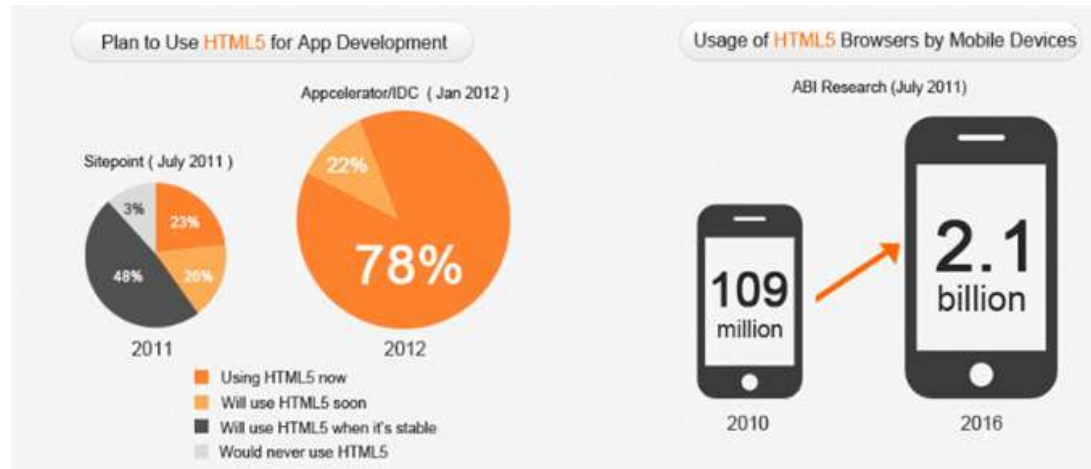 Plan to Use HTML5 for App Development
Appcelerator/IDC ( Jan 2012 )
Sitepoint ( July 2011 )
22%
3%
23%
48%
26%
78%
2011
2012
Using HTML5 now
Will use HTML5 soon
Will use HTML5 when it's stable
Would never use HTML5
Usage of HTML5 Browsers by Mobile Devices
ABI Research (July 2011)
109
million
2.1
billion
2010
2016